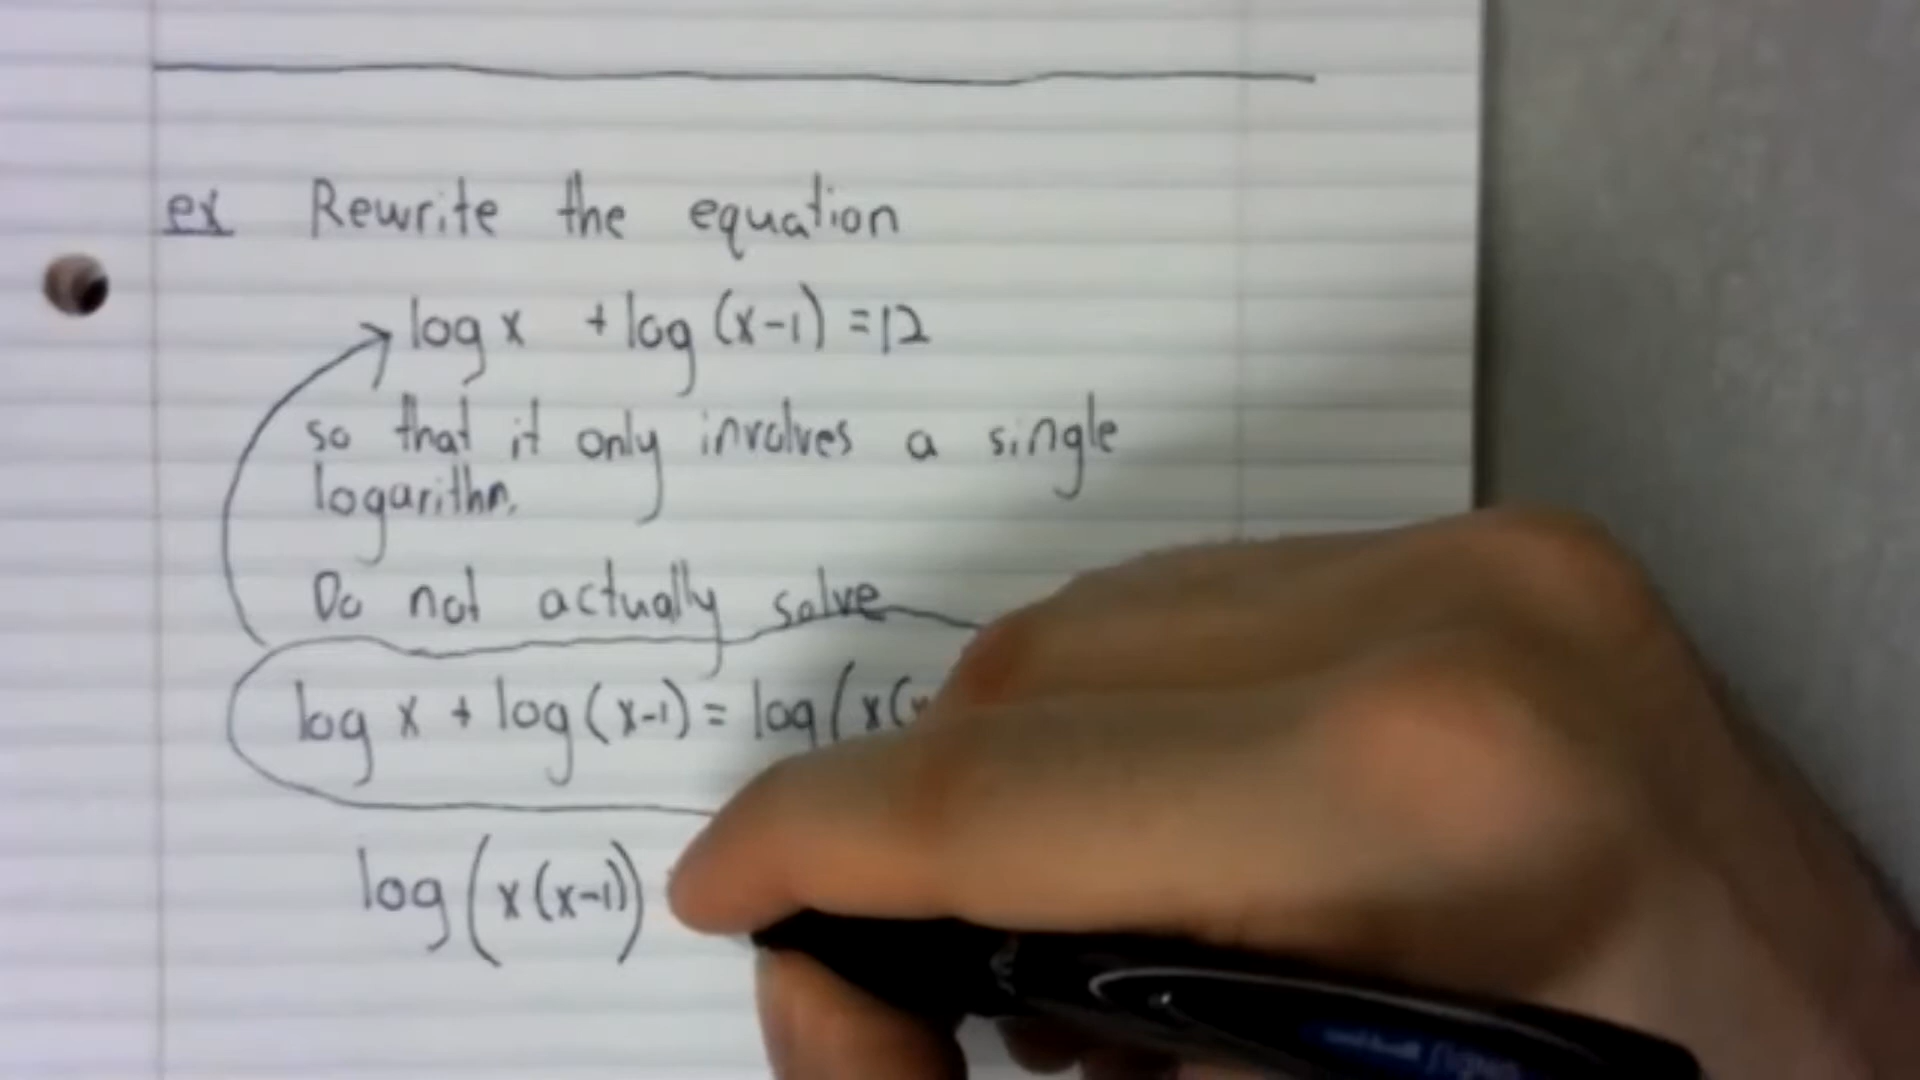 ex Rewrite the equation
log x + log (x-1) = 12
so that it only involves a single
logarithm.
Do not actually solve
log x + log (x-1) = log (x(
log (x(x-1))